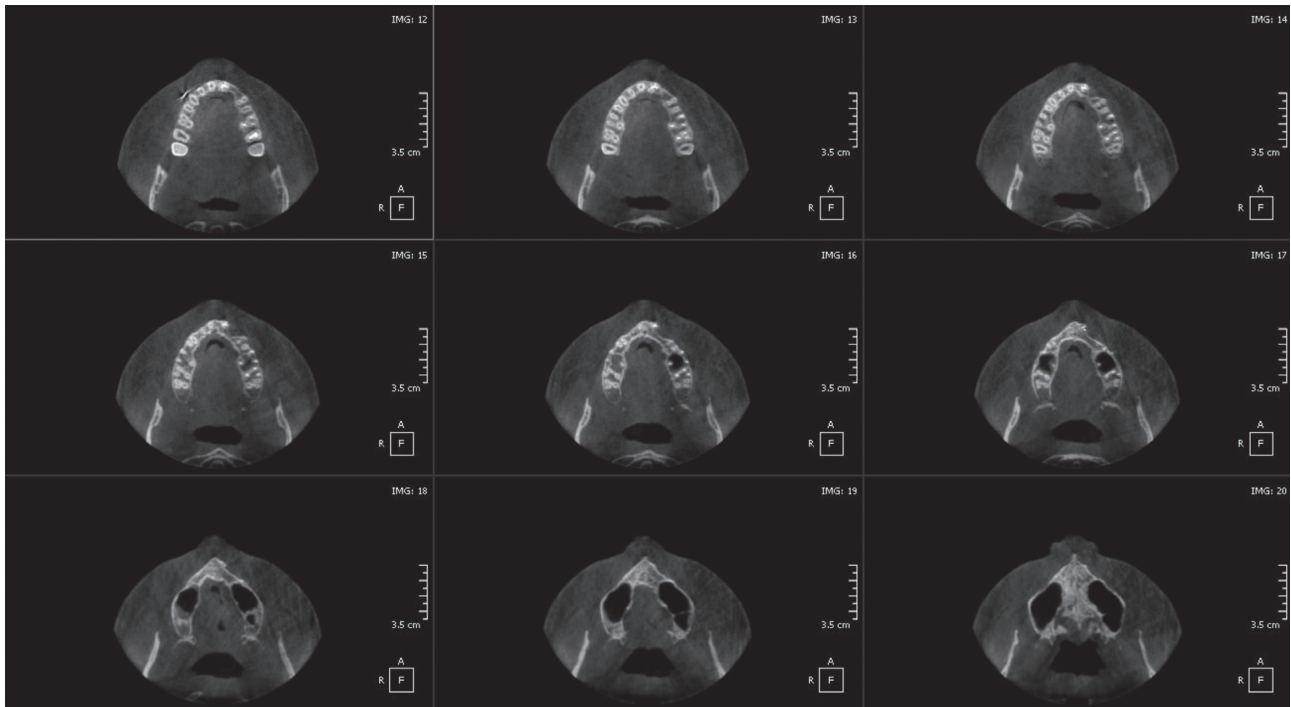 IMG: 12
3.5 cm
A
R F
IMG: 13
3.5 cm
A
R F
IMG: 14
3.5 cm
A
R F
IMG: 15
3.5 cm
A
R F
IMG: 16
3.5 cm
A
R F
IMG: 17
3.5 cm
A
R F
IMG: 18
3.5 cm
A
R F
IMG: 19
3.5 cm
A
R F
IMG: 20
3.5 cm
A
R F